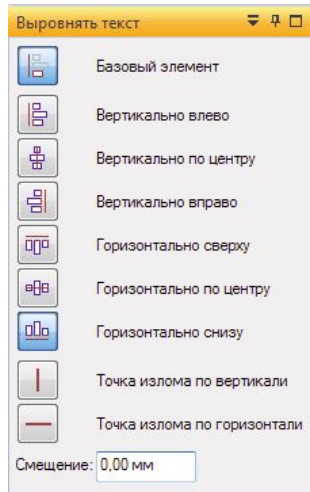 Выровнять текст
Базовый элемент
Вертикально влево
Вертикально по центру
Вертикально вправо
Горизонтально сверху
Горизонтально по центру
Горизонтально снизу
Точка излома по вертикали
Точка излома по горизонтали
Смещение: 0,00 мм